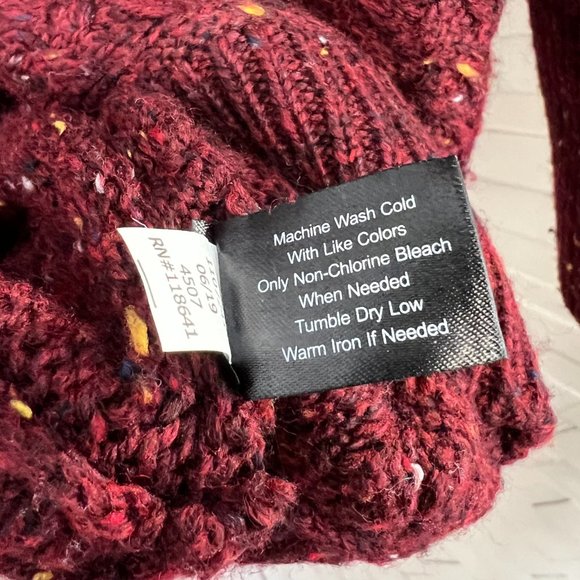 Machine Wash Cold
With Like Colors
Only Non-Chlorine Bleach
When Needed
Tumble Dry Low
Warm Iron If Needed
06/19
4507
RN#118641